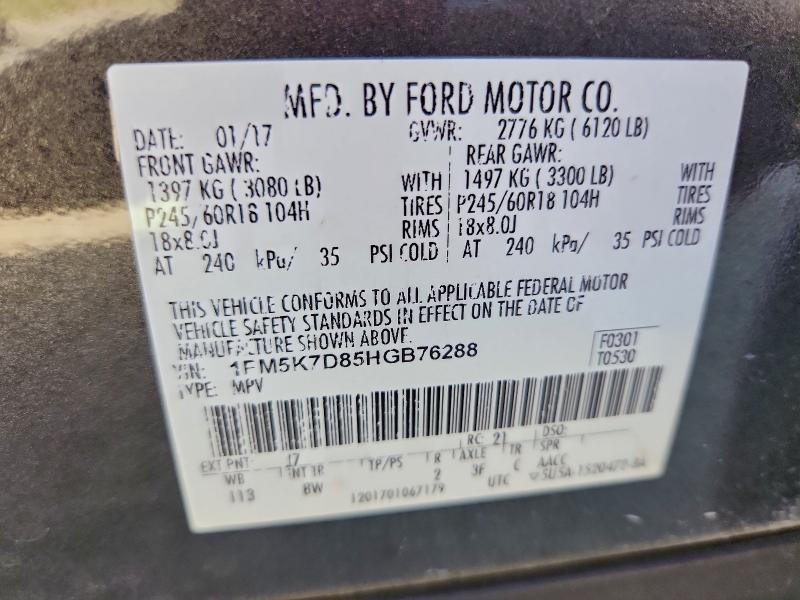 MFD. BY FORD MOTOR CO.
DATE: 01/17 GVWR: 2776 KG ( 6120 LB)
FRONT GAWR: REAR GAWR:
1397 KG ( 3080 LB) WITH 1497 KG ( 3300 LB) WITH
P245/60R18 104H TIRES P245/60R18 104H TIRES
18x8.0J RIMS 18x8.0J RIMS
AT 240 kPa/ 35 PSI COLD AT 240 kPa/ 35 PSI COLD
THIS VEHICLE CONFORMS TO ALL APPLICABLE FEDERAL MOTOR
VEHICLE SAFETY STANDARDS IN EFFECT ON THE DATE OF
MANUFACTURE SHOWN ABOVE.
VIN: 1FM5K7D85HGB76288 F0301
TYPE: MPV T0530
EXT PNT: RC: 21 DSO:
WB INT TR TP/PS R AXLE TR SPR
113 BW 2 3F C AACC
1201701067179 UTC